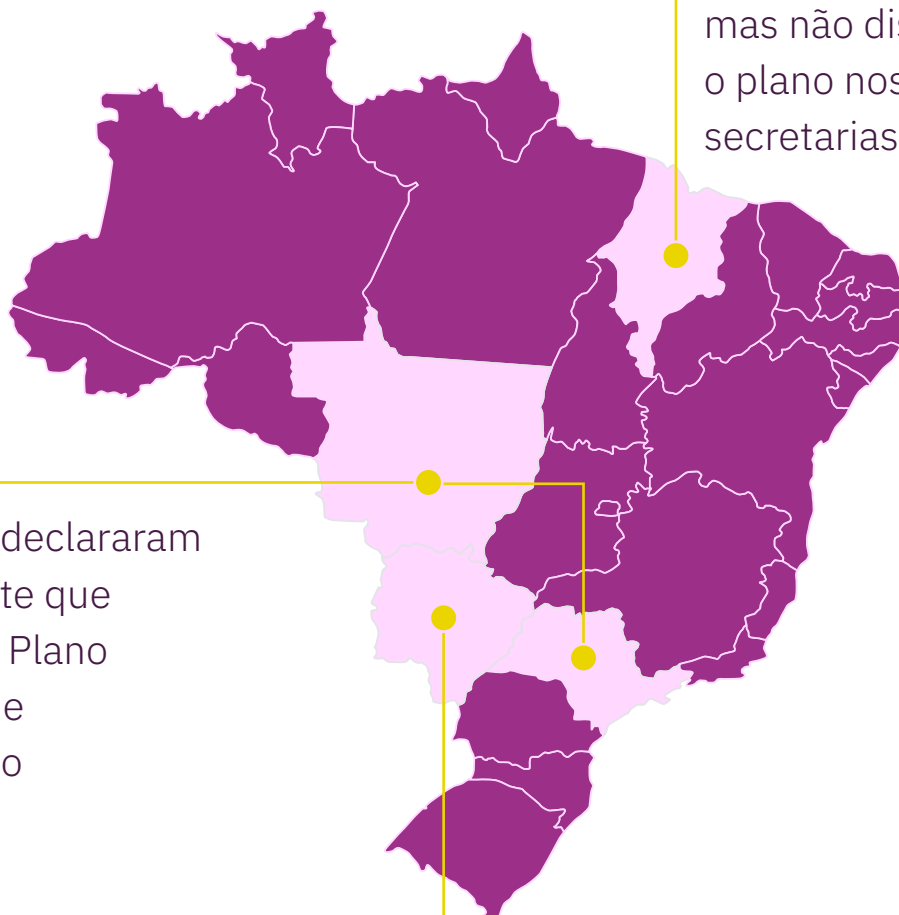 mas não dis
o plano nos
secretarias
declararam
te que
Plano
e
o